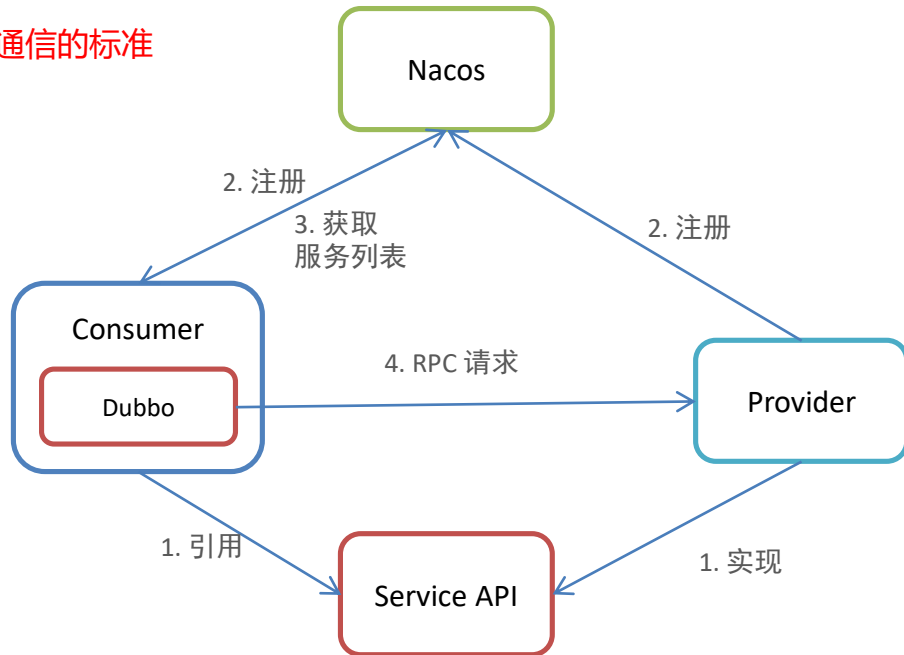 通信的标准
Nacos
2. 注册
3. 获取
服务列表
2. 注册
Consumer
Dubbo
4. RPC 请求
Provider
1. 引用
1. 实现
Service API